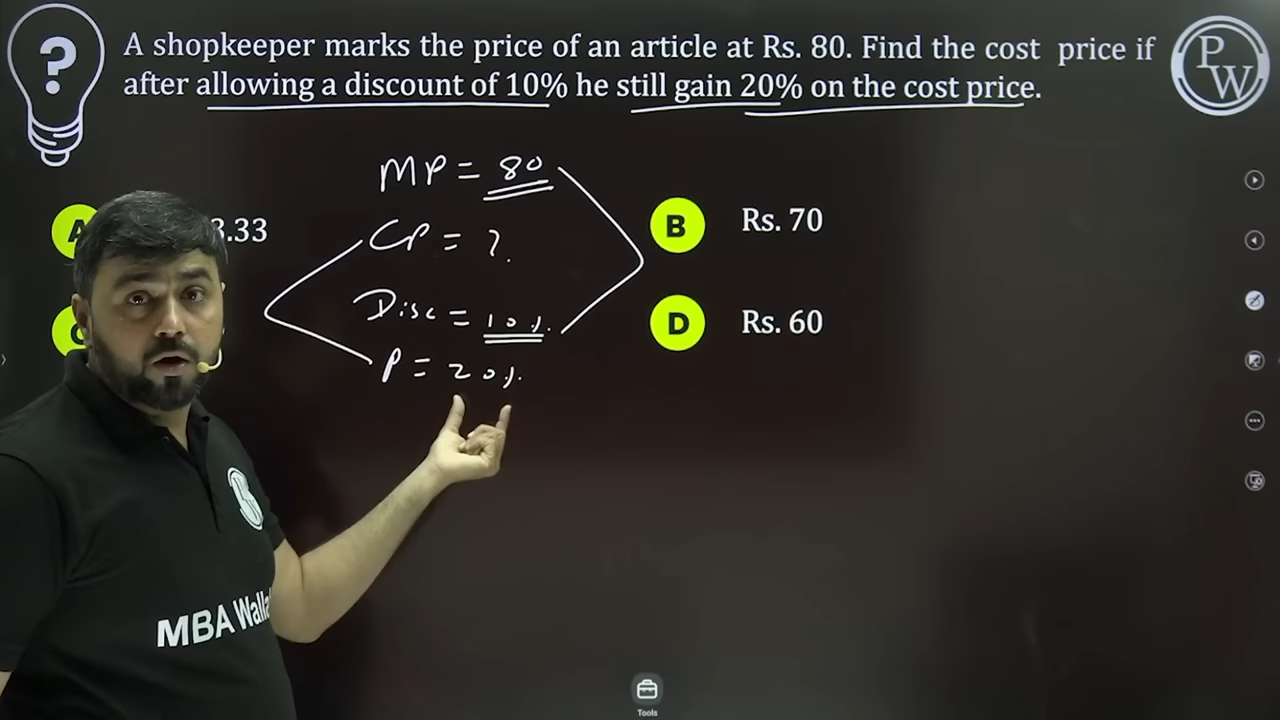 ?
A shopkeeper marks the price of an article at Rs. 80. Find the cost price if
after allowing a discount of 10% he still gain 20% on the cost price.
PW
MP = 80
A
.33
B
Rs. 70
CP = ?
Disc = 10%.
D
Rs. 60
P = 20%.
MBA Walla
Tools